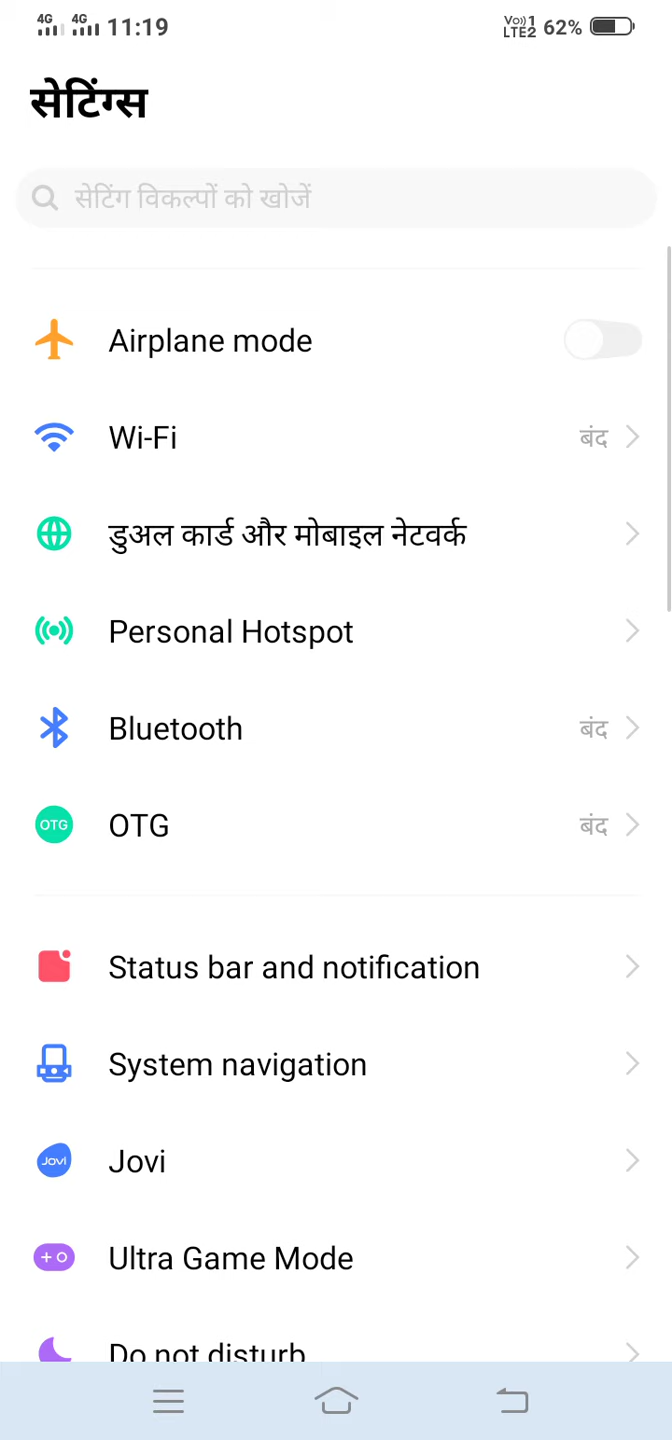 4G 4G 11:19 Vo) 1 LTE2 62%
सेटिंग्स
सेटिंग विकल्पों को खोजें
Airplane mode
Wi-Fi बंद
डुअल कार्ड और मोबाइल नेटवर्क
Personal Hotspot
Bluetooth बंद
OTG OTG बंद
Status bar and notification
System navigation
Jovi Jovi
Ultra Game Mode
Do not disturb